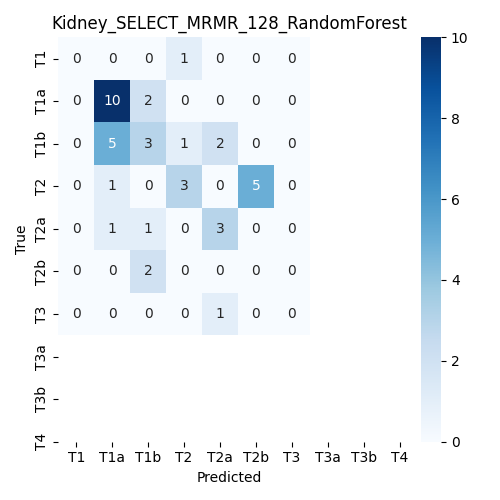 Kidney_SELECT_MRMR_128_RandomForest
T1 0 0 0 1 0 0 0
T1a 0 10 2 0 0 0 0
T1b 0 5 3 1 2 0 0
T2 0 1 0 3 0 5 0
T2a 0 1 1 0 3 0 0
T2b 0 0 2 0 0 0 0
T3 0 0 0 0 1 0 0
T3a
T3b
T4
True
T1 T1a T1b T2 T2a T2b T3 T3a T3b T4
Predicted
10
8
6
4
2
0